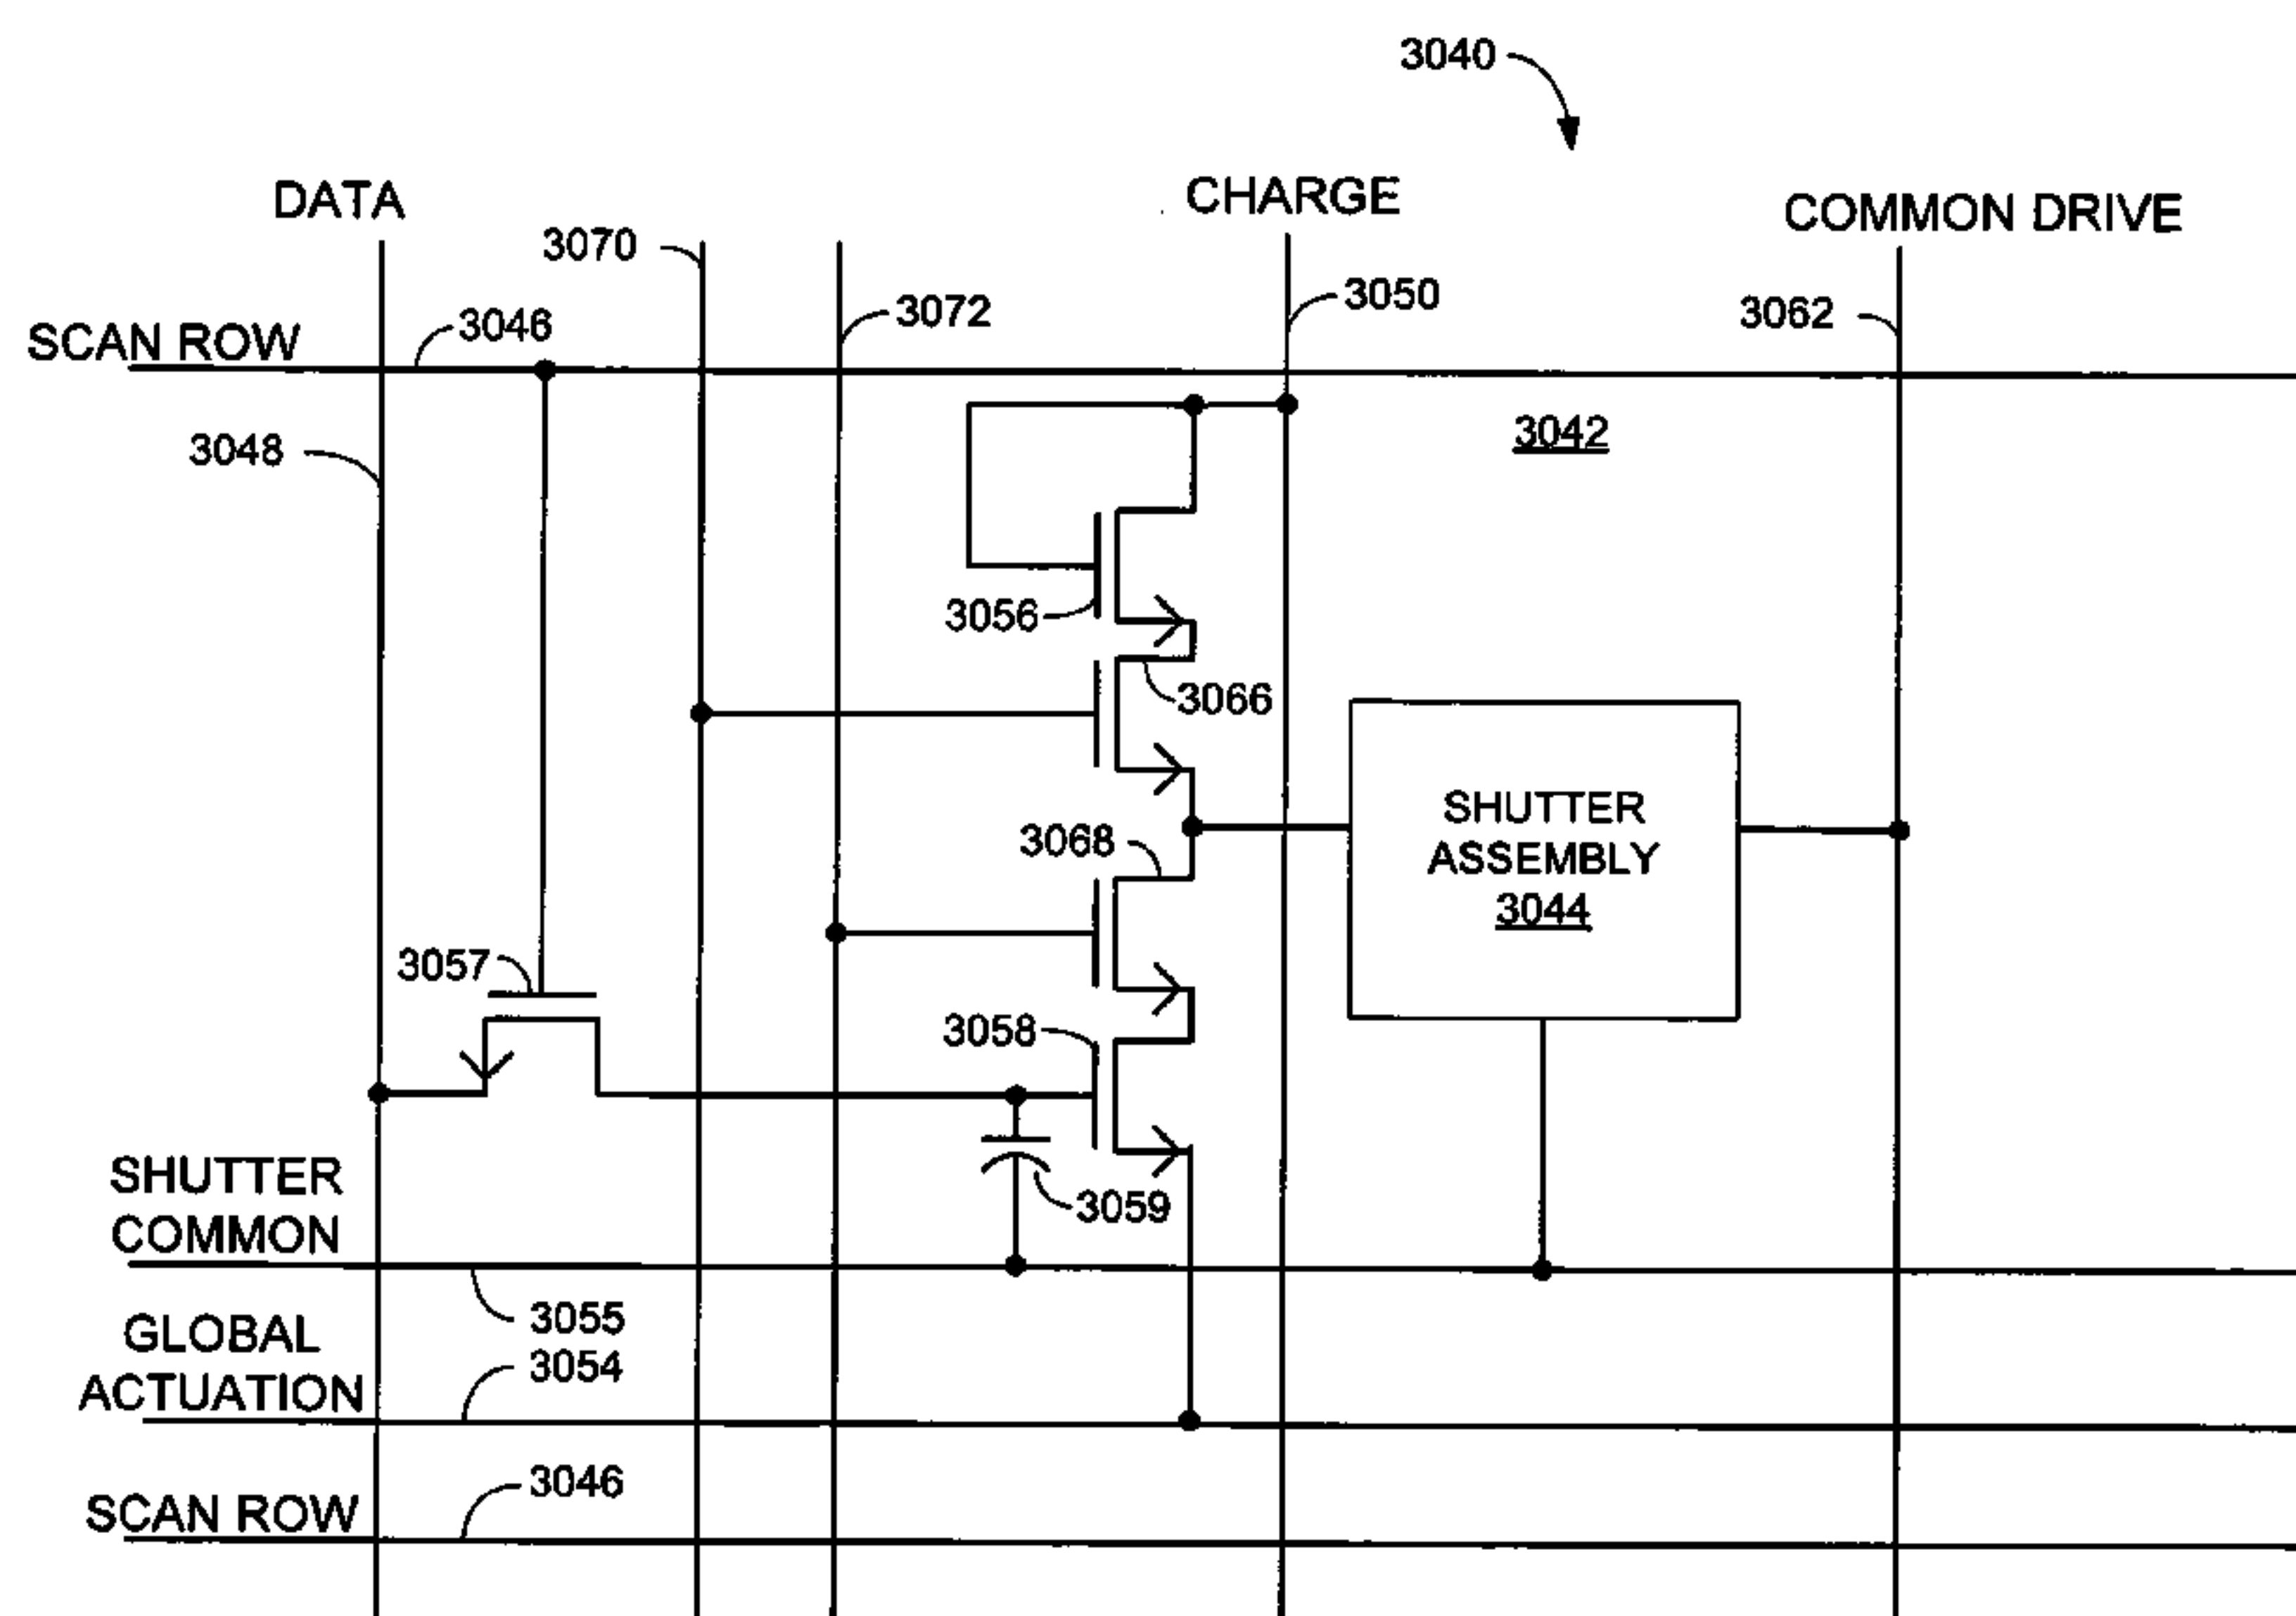 3040
DATA
CHARGE
COMMON DRIVE
3070
3072
3050
3062
SCAN ROW
3046
3048
3042
3056
3066
SHUTTER
ASSEMBLY
3044
3068
3057
3058
3059
SHUTTER
COMMON
3055
GLOBAL
ACTUATION
3054
3046
SCAN ROW